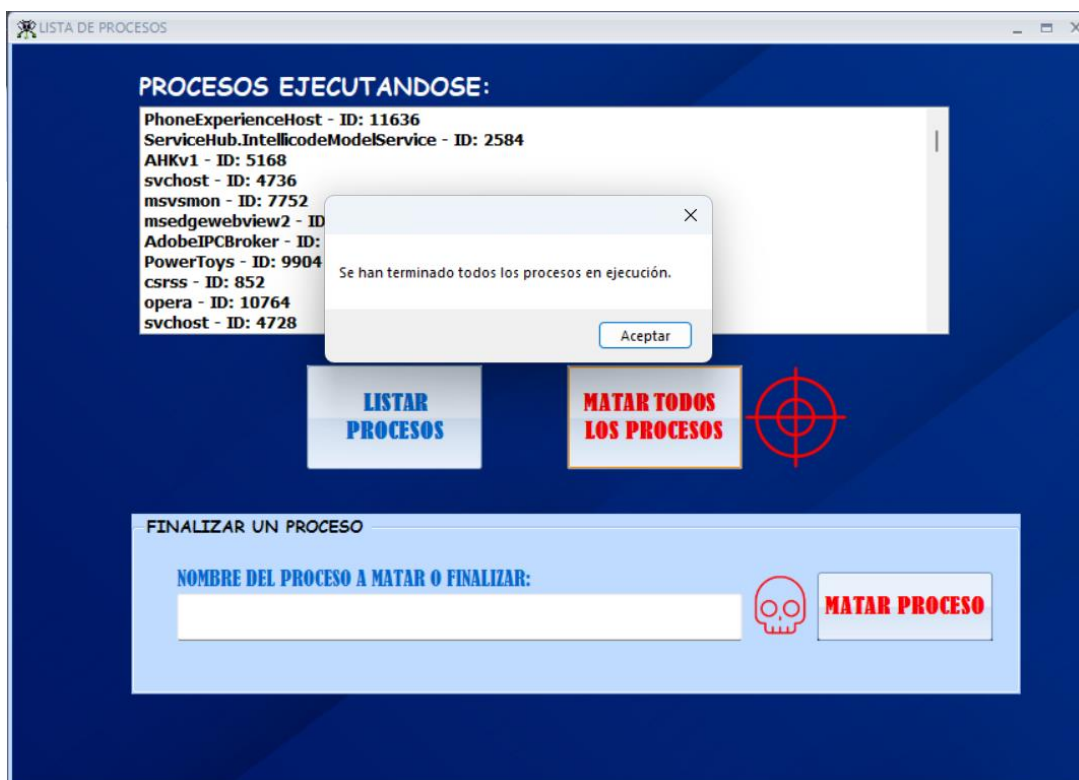 LISTA DE PROCESOS
PROCESOS EJECUTANDOSE:
PhoneExperienceHost - ID: 11636
ServiceHub.IntellicodeModelService - ID: 2584
AHKv1 - ID: 5168
svchost - ID: 4736
msvsmon - ID: 7752
msedgewebview2 - ID
AdobeIPCBroker - ID:
PowerToys - ID: 9904
csrss - ID: 852
opera - ID: 10764
svchost - ID: 4728
Se han terminado todos los procesos en ejecución.
Aceptar
LISTAR
PROCESOS
MATAR TODOS
LOS PROCESOS
FINALIZAR UN PROCESO
NOMBRE DEL PROCESO A MATAR O FINALIZAR:
MATAR PROCESO